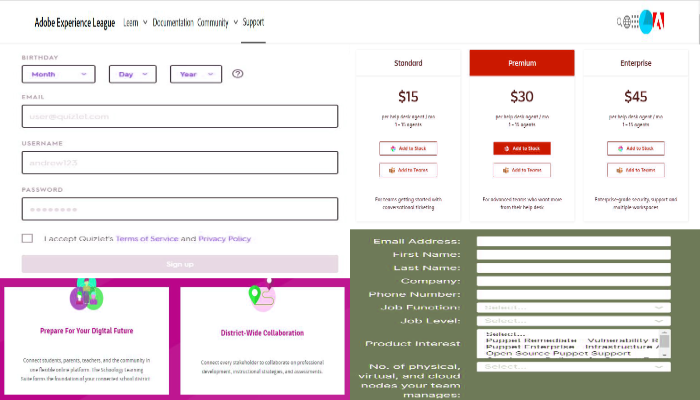 Adobe Experience League Learn Documentation Community Support
BIRTHDAY
Month Day Year
EMAIL
user@quizlet.com
USERNAME
andrew123
PASSWORD
I accept Quizlet's Terms of Service and Privacy Policy
Sign up
Standard
$15
per help desk agent / mo
1 - 15 agents
Add to Slack
Add to Teams
For teams getting started with
conversational ticketing
Premium
$30
per help desk agent / mo
1 - 15 agents
Add to Slack
Add to Teams
For advanced teams who want more
from their help desk
Enterprise
$45
per help desk agent / mo
1 - 15 agents
Add to Slack
Add to Teams
Enterprise-grade security, support and
multiple workspaces
Prepare For Your Digital Future
Connect students, parents, teachers, and the community in
one flexible online platform. The Schoology Learning
Suite forms the foundation of your connected school district.
District-Wide Collaboration
Connect every stakeholder to collaborate on professional
development, instructional strategies, and assessments.
Email Address:
First Name:
Last Name:
Company:
Phone Number:
Job Function: Select...
Job Level: Select...
Product Interest
Select...
Puppet Remediate - Vulnerability R
Puppet Enterprise - Infrastructure A
Open Source Puppet Support
No. of physical,
virtual, and cloud
nodes your team
manages:
Select...